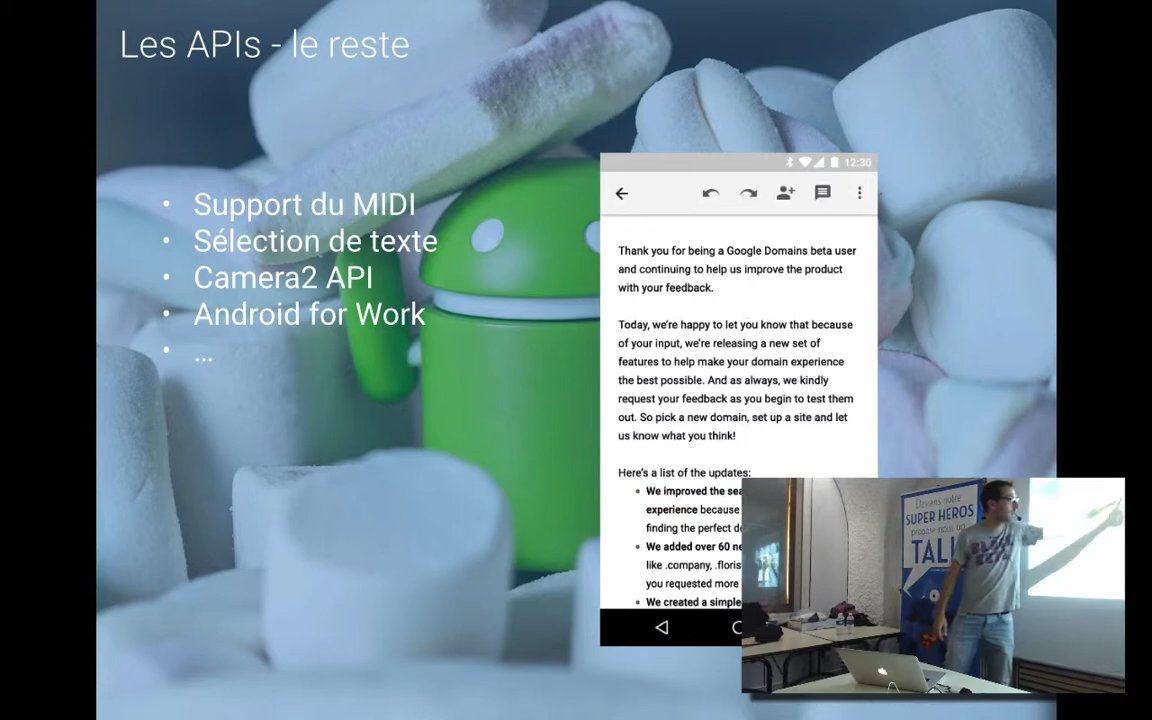 Les APIs - le reste
• Support du MIDI
• Sélection de texte
• Camera2 API
• Android for Work
• ...
12:30
Thank you for being a Google Domains beta user
and continuing to help us improve the product
with your feedback.
Today, we're happy to let you know that because
of your input, we're releasing a new set of
features to help make your domain experience
the best possible. And as always, we kindly
request your feedback as you begin to test them
out. So pick a new domain, set up a site and let
us know what you think!
Here's a list of the updates:
• We improved the sea
experience because
finding the perfect d
• We added over 60 ne
like .company, .floris
you requested more
• We created a simple
Deviens notre
SUPER HEROS
propose-nous un
TAL